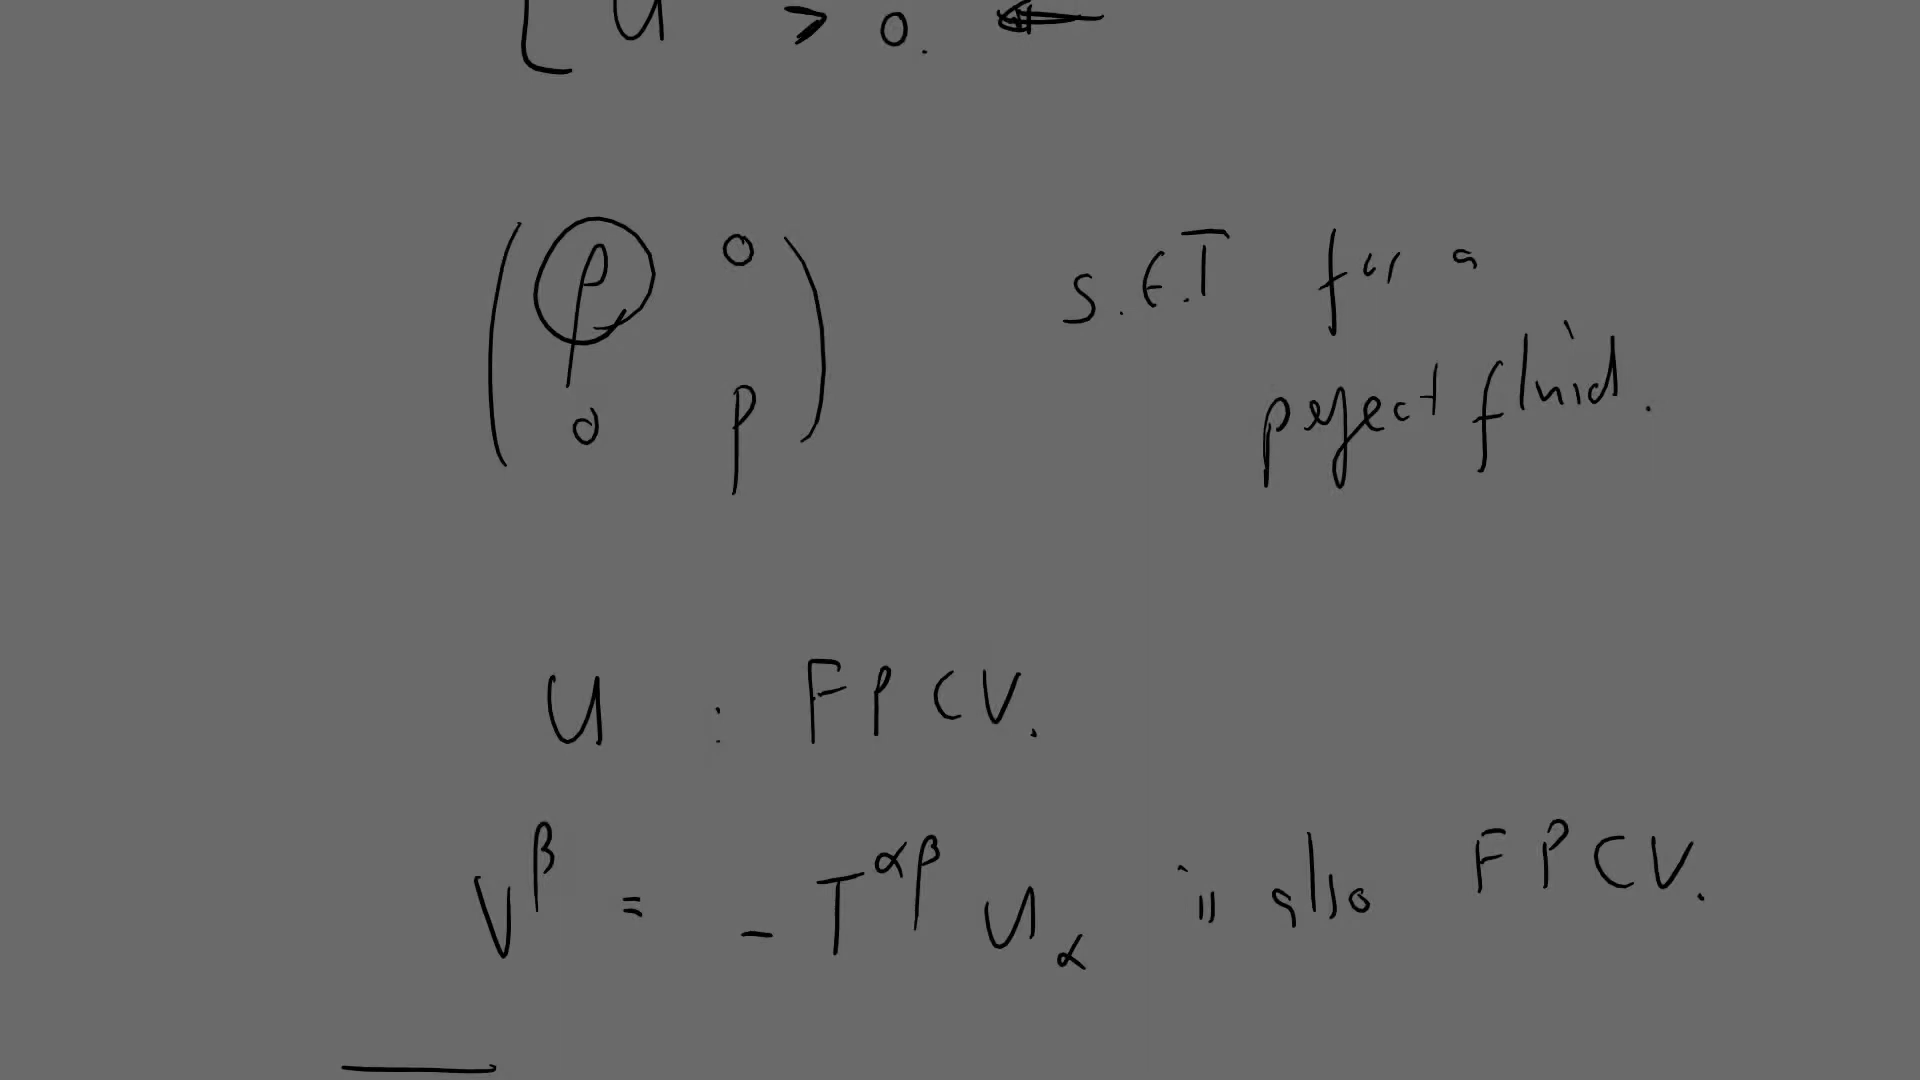 [ u > 0. ⇐
( ρ 0 S.E.T for a
0 p ) perfect fluid.
u : FPCV.
V^β = - T^{αβ} u_α is also FPCV.